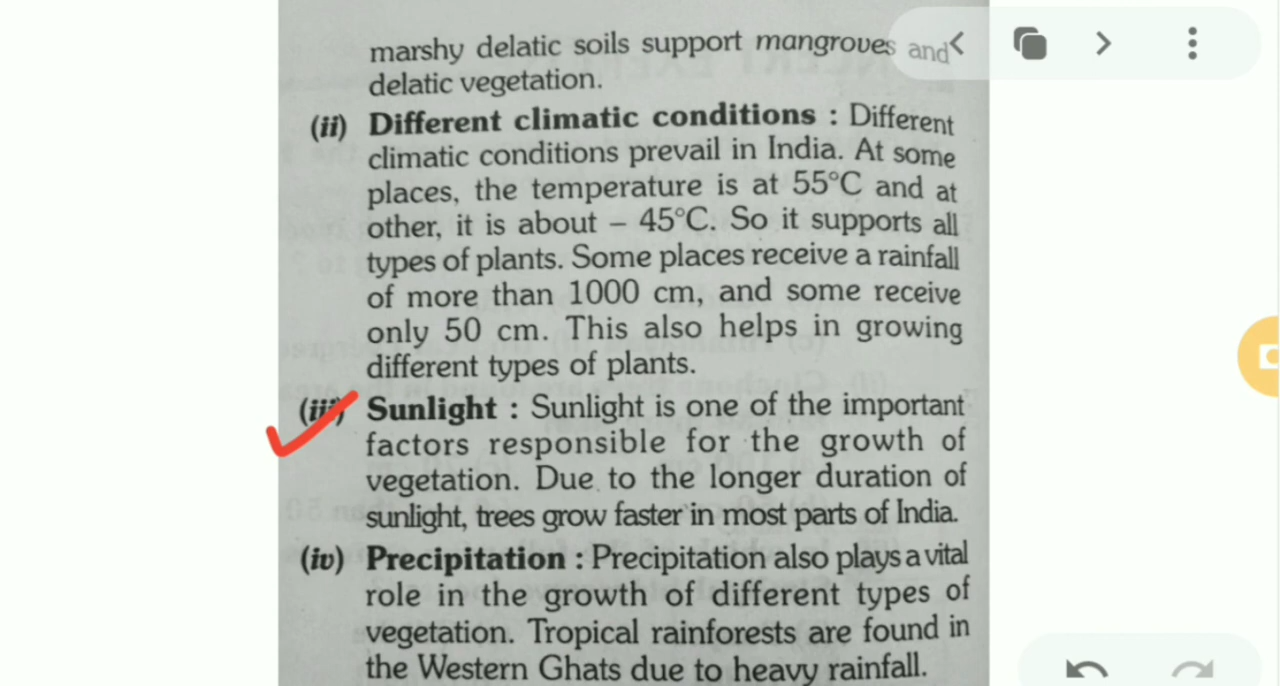 marshy delatic soils support mangroves and
delatic vegetation.
(ii) Different climatic conditions : Different
climatic conditions prevail in India. At some
places, the temperature is at 55°C and at
other, it is about – 45°C. So it supports all
types of plants. Some places receive a rainfall
of more than 1000 cm, and some receive
only 50 cm. This also helps in growing
different types of plants.
(iii) Sunlight : Sunlight is one of the important
factors responsible for the growth of
vegetation. Due to the longer duration of
sunlight, trees grow faster in most parts of India.
(iv) Precipitation : Precipitation also plays a vital
role in the growth of different types of
vegetation. Tropical rainforests are found in
the Western Ghats due to heavy rainfall.